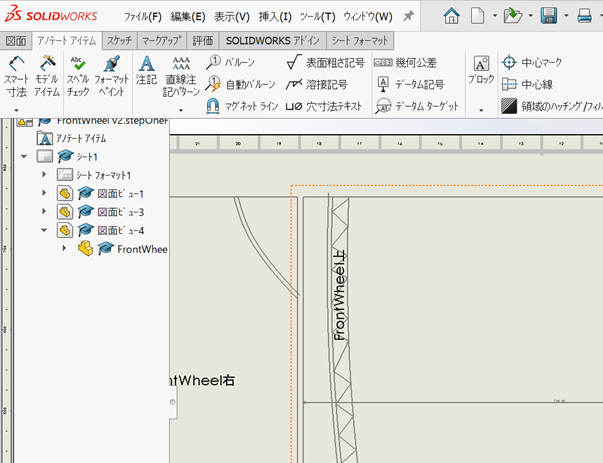 SOLIDWORKS ファイル(F) 編集(E) 表示(V) 挿入(I) ツール(T) ウィンドウ(W)
図面 アノテート アイテム スケッチ マークアップ 評価 SOLIDWORKS アドイン シート フォーマット
スマート寸法
モデルアイテム
スペルチェック
フォーマットペイント
注記
直線注記パターン
バルーン
自動バルーン
マグネット ライン
表面粗さ記号
溶接記号
穴寸法テキスト
幾何公差
データム記号
データム ターゲット
ブロック
中心マーク
中心線
領域のハッチング/フィル
FrontWheel v2.stepOneF
アノテート アイテム
シート1
シート フォーマット1
図面ビュー1
図面ビュー3
図面ビュー4
FrontWhee
FrontWheel上
ntWheel右